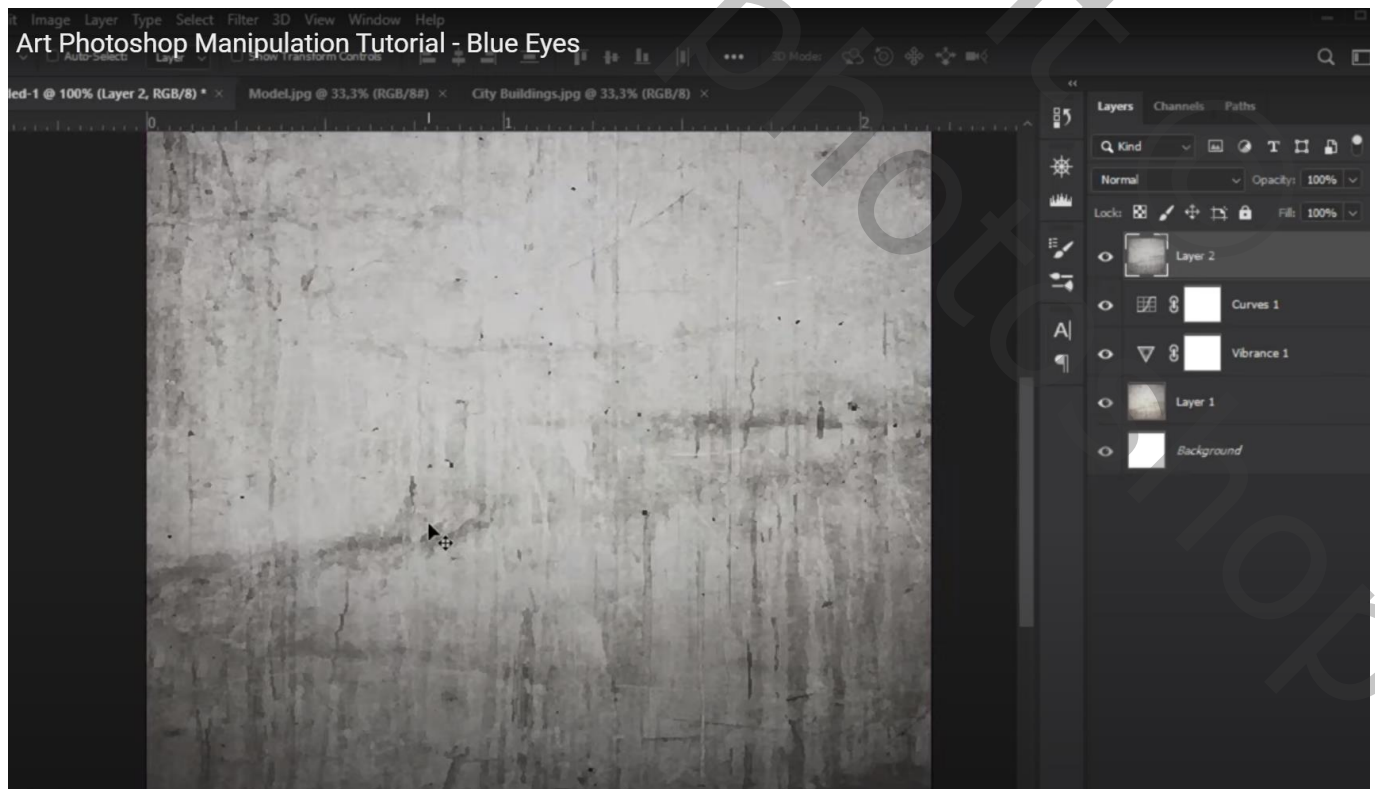 Image Layer Type Select Filter 3D View Window Help
Art Photoshop Manipulation Tutorial - Blue Eyes
Auto-Select: Layer Show Transform Controls 3D Mode:
led-1 @ 100% (Layer 2, RGB/8) * × Model.jpg @ 33,3% (RGB/8#) × City Buildings.jpg @ 33,3% (RGB/8) ×
0 1 2
Layers Channels Paths
Kind
Normal Opacity: 100%
Lock: Fill: 100%
Layer 2
Curves 1
Vibrance 1
Layer 1
Background